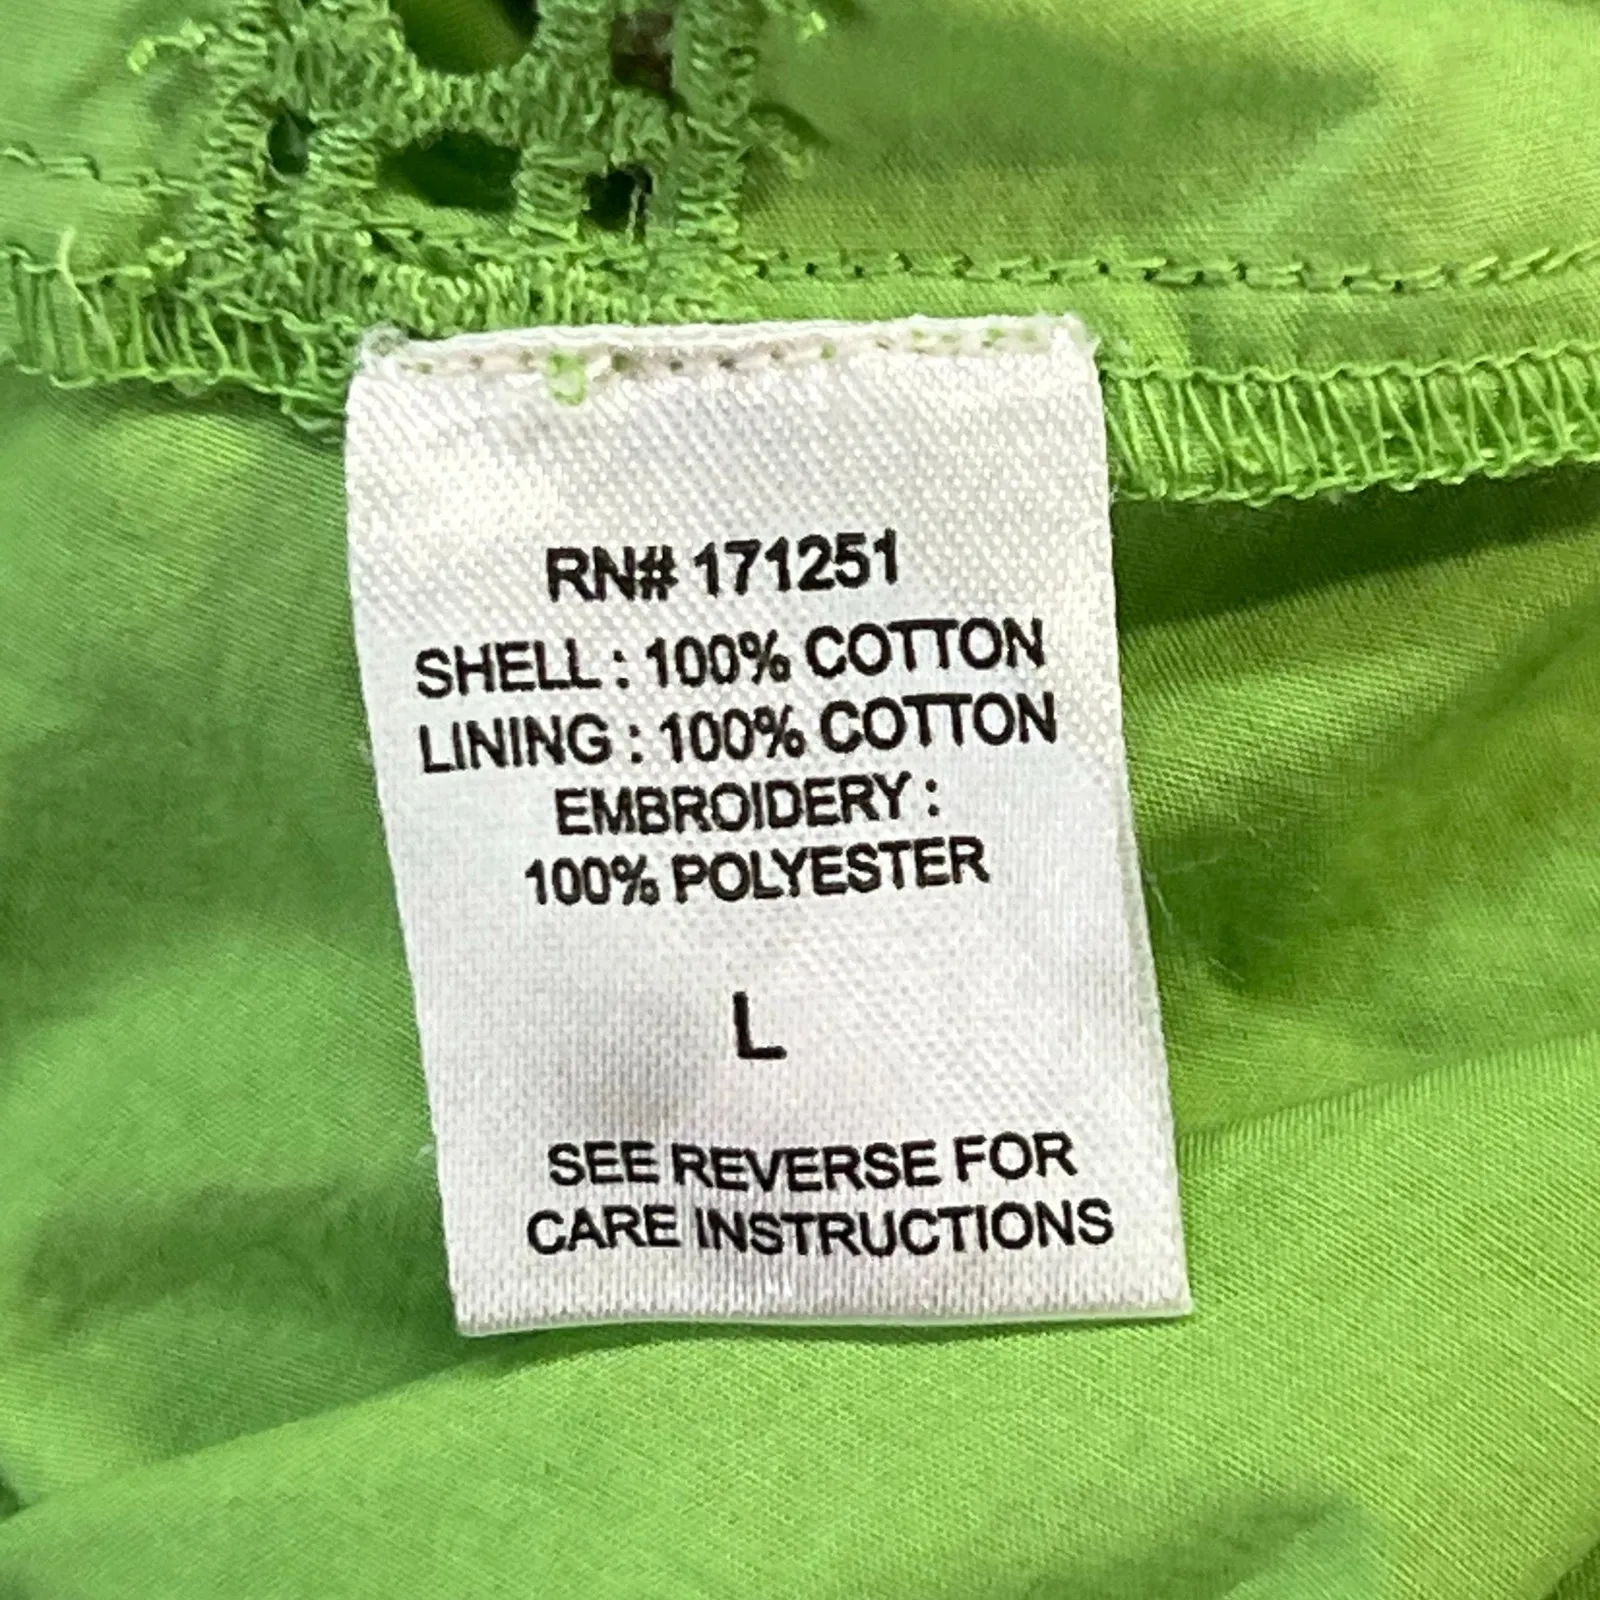 RN# 171251
SHELL : 100% COTTON
LINING : 100% COTTON
EMBROIDERY :
100% POLYESTER
L
SEE REVERSE FOR
CARE INSTRUCTIONS